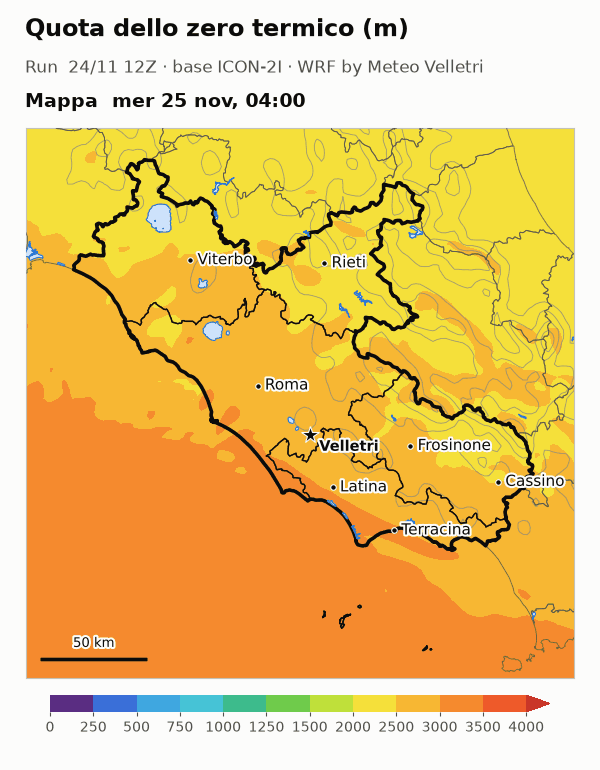 Quota dello zero termico (m)
Run 24/11 12Z · base ICON-2I · WRF by Meteo Velletri
Mappa mer 25 nov, 04:00
Viterbo
Rieti
Roma
Velletri
Frosinone
Cassino
Latina
Terracina
50 km
0 250 500 750 1000 1250 1500 2000 2500 3000 3500 4000